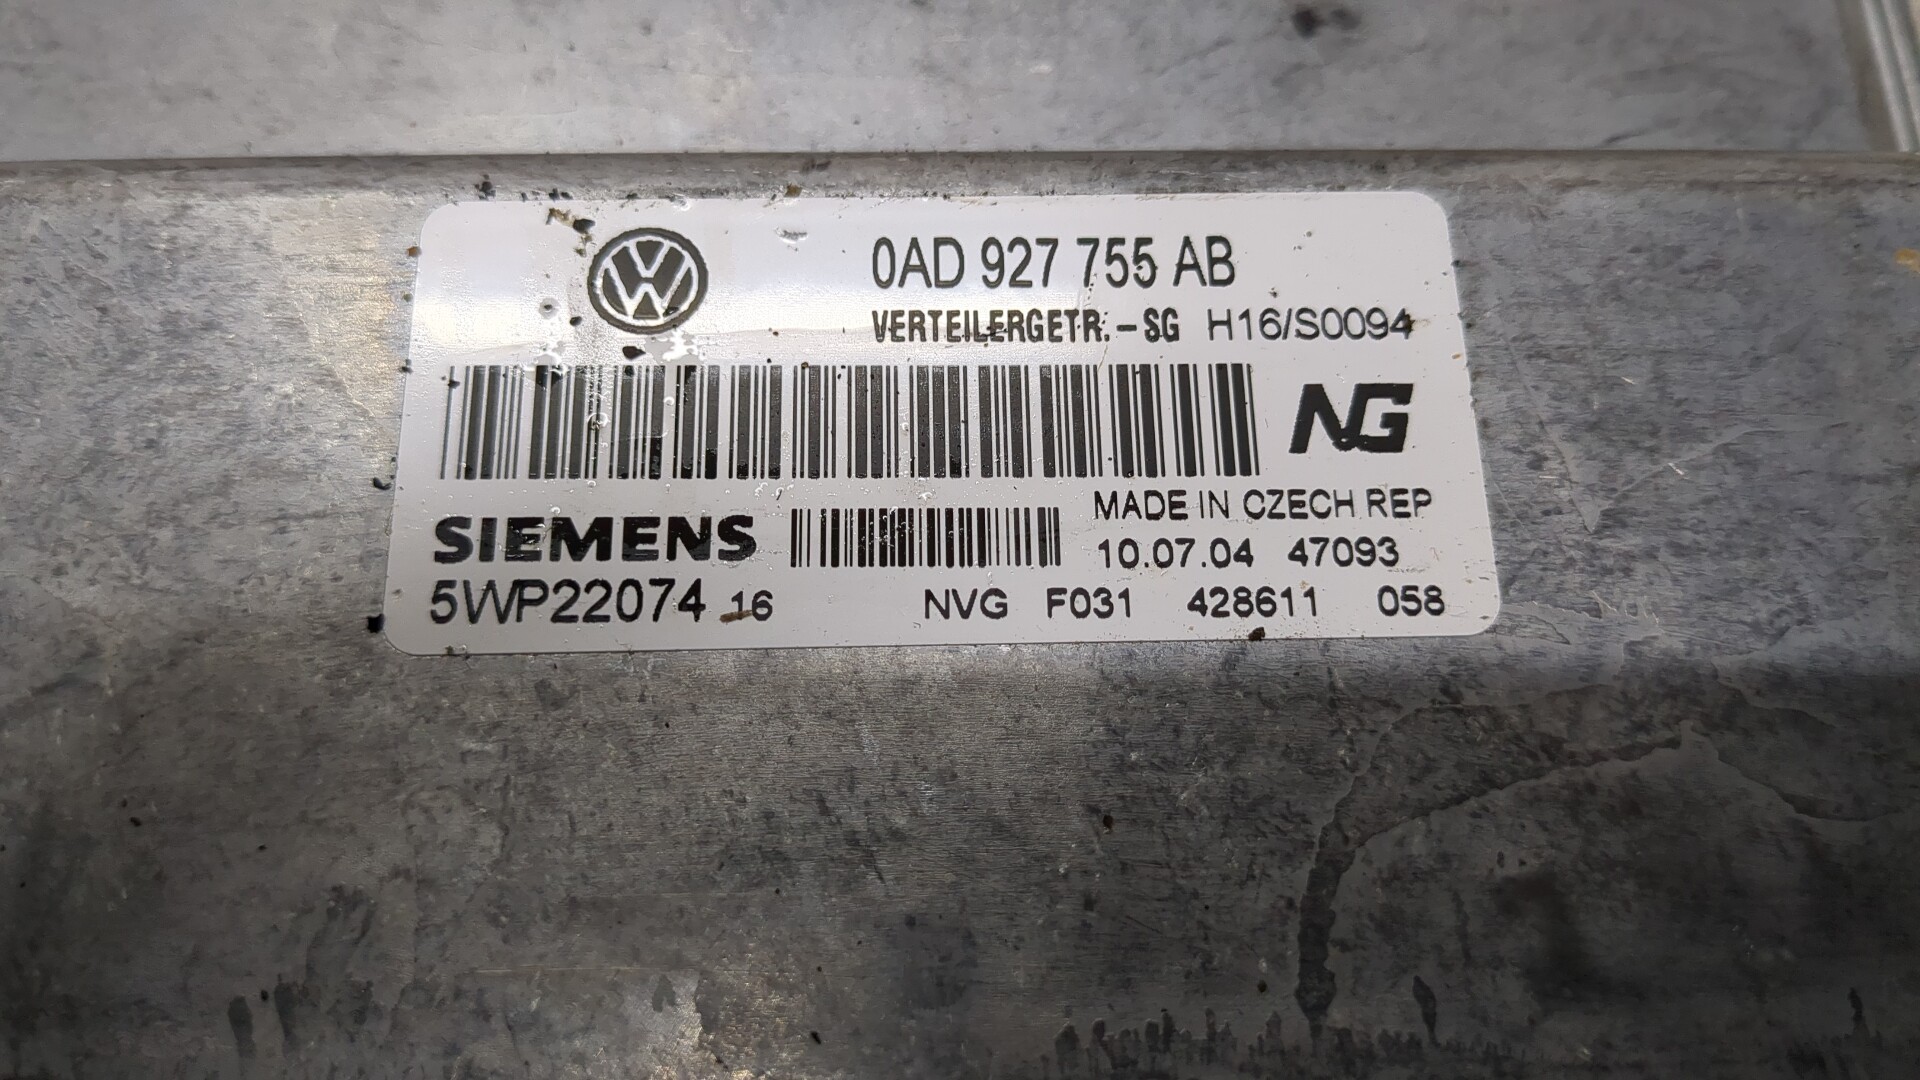 0AD 927 755 AB
VERTEILERGETR.-SG H16/S0094
NG
SIEMENS
MADE IN CZECH REP
10.07.04 47093
5WP22074 16 NVG F031 428611 058